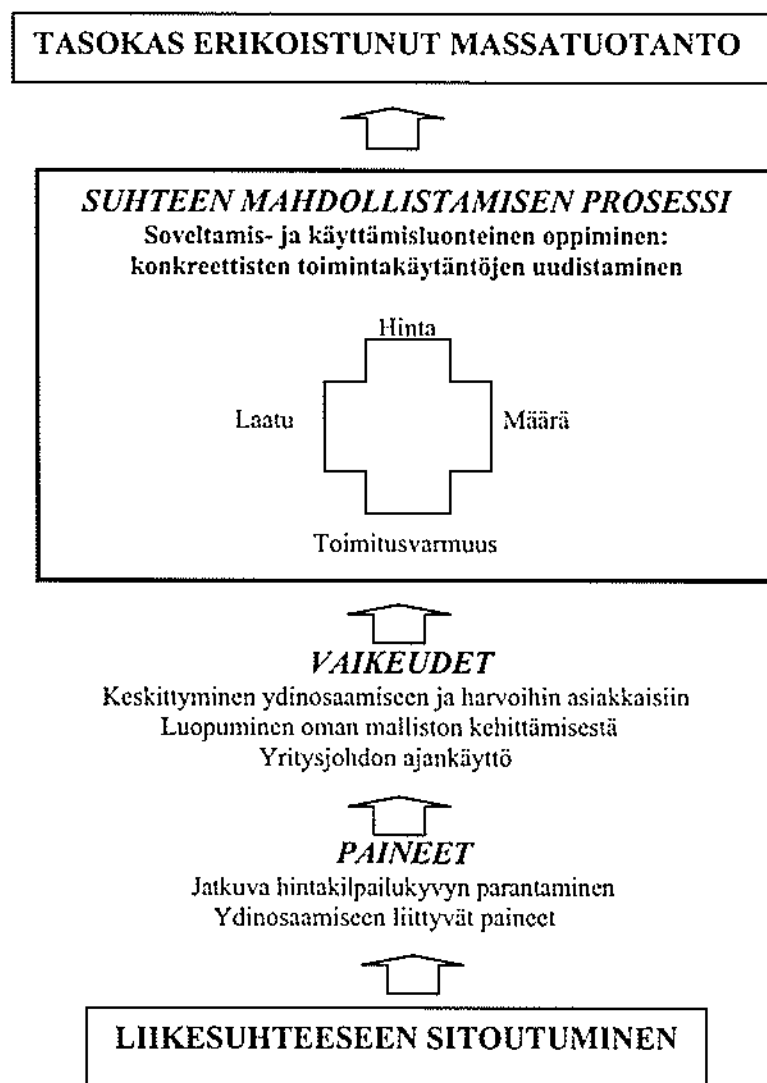 TASOKAS ERIKOISTUNUT MASSATUOTANTO
SUHTEEN MAHDOLLISTAMISEN PROSESSI
Soveltamis- ja käyttämisluonteinen oppiminen:
konkreettisten toimintakäytäntöjen uudistaminen
Hinta
Laatu
Määrä
Toimitusvarmuus
VAIKEUDET
Keskittyminen ydinosaamiseen ja harvoihin asiakkaisiin
Luopuminen oman malliston kehittämisestä
Yritysjohdon ajankäyttö
PAINEET
Jatkuva hintakilpailukyvyn parantaminen
Ydinosaamiseen liittyvät paineet
LIIKESUHTEESEEN SITOUTUMINEN